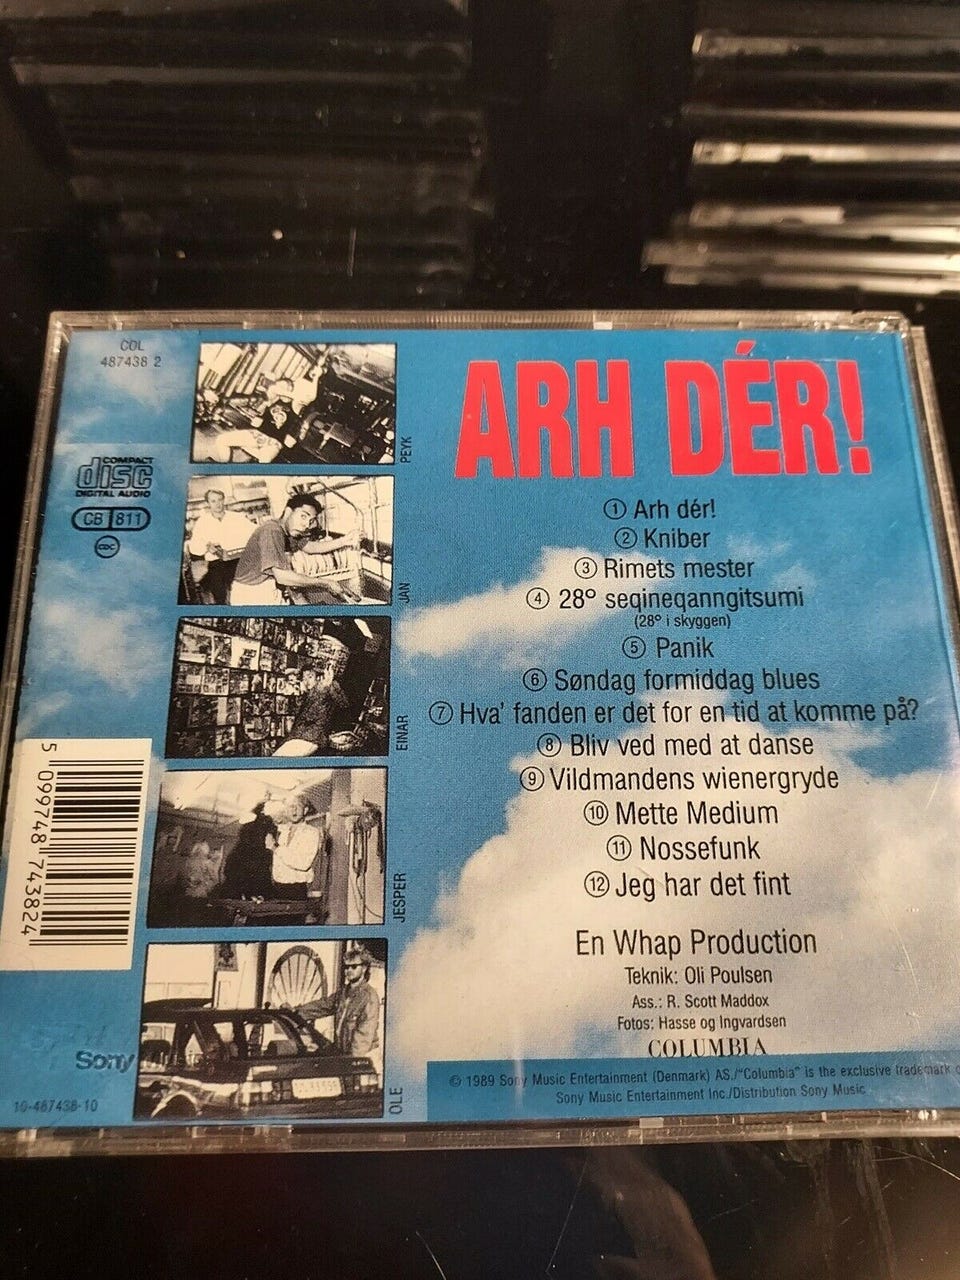 COL
487438 2
COMPACT
disc
DIGITAL AUDIO
CB 811
PEYK
JAN
EINAR
JESPER
OLE
5 099748 743824
Sony
10-487438-10
ARH DÉR!
1 Arh dér!
2 Kniber
3 Rimets mester
4 28° seqineqanngitsumi
(28° i skyggen)
5 Panik
6 Søndag formiddag blues
7 Hva' fanden er det for en tid at komme på?
8 Bliv ved med at danse
9 Vildmandens wienergryde
10 Mette Medium
11 Nossefunk
12 Jeg har det fint
En Whap Production
Teknik: Oli Poulsen
Ass.: R. Scott Maddox
Fotos: Hasse og Ingvardsen
COLUMBIA
© 1989 Sony Music Entertainment (Denmark) AS./"Columbia" is the exclusive trademark
Sony Music Entertainment Inc./Distribution Sony Music